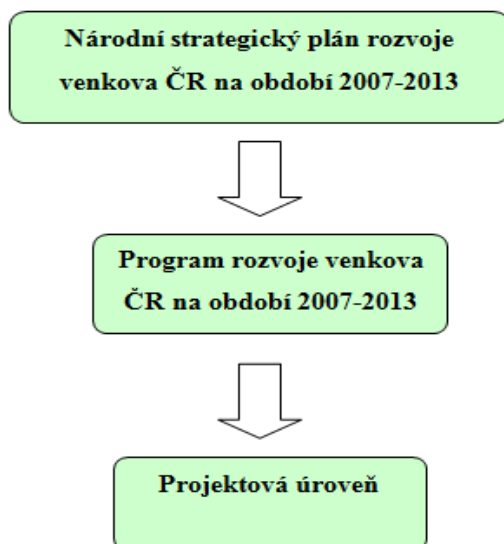 Národní strategický plán rozvoje
venkova ČR na období 2007-2013
Program rozvoje venkova
ČR na období 2007-2013
Projektová úroveň